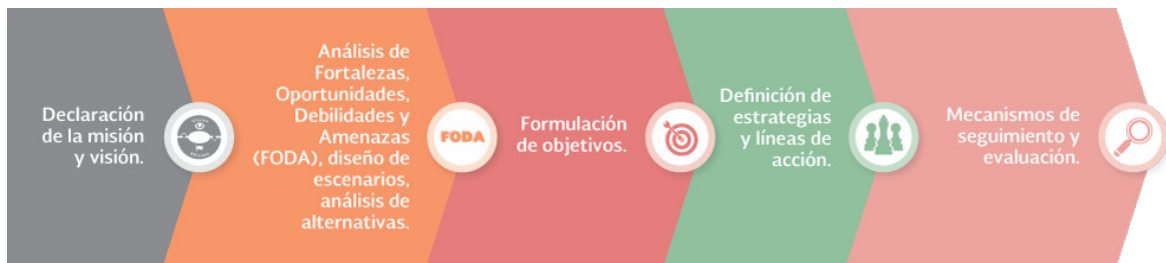 Declaración
de la misión
y visión.
Análisis de
Fortalezas,
Oportunidades,
Debilidades y
Amenazas
(FODA), diseño de
escenarios,
análisis de
alternativas.
FODA
Formulación
de objetivos.
Definición de
estrategias
y líneas de
acción.
Mecanismos de
seguimiento y
evaluación.